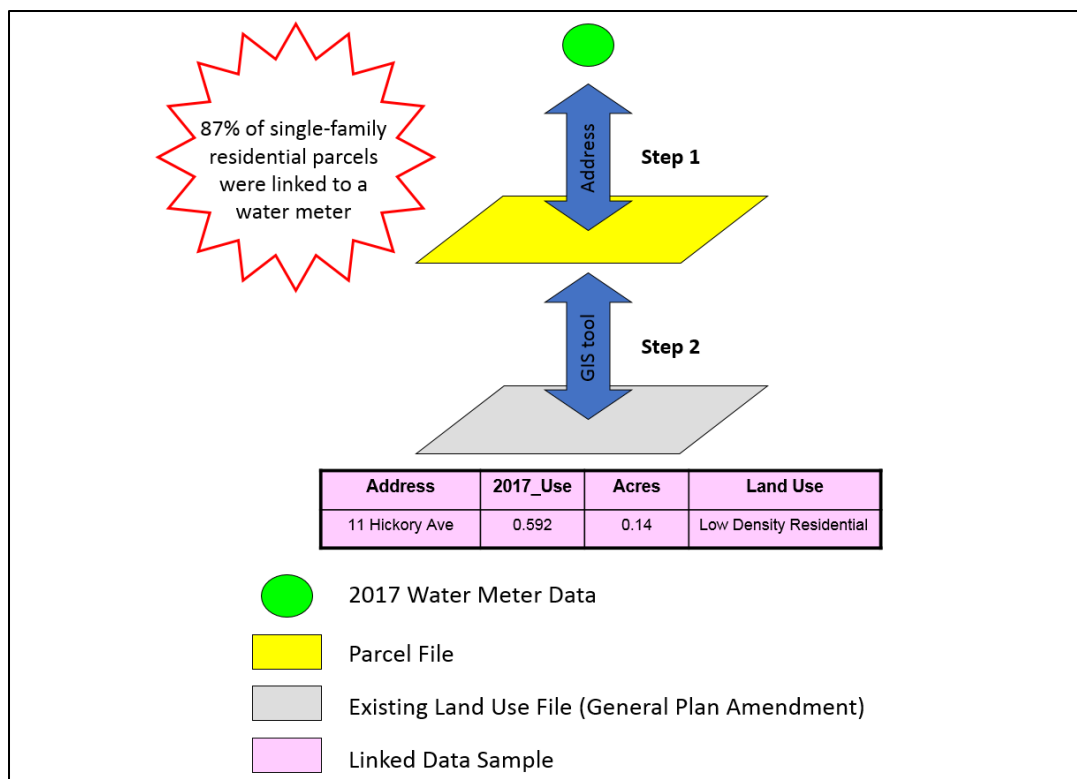 87% of single-family
residential parcels
were linked to a
water meter
Address
Step 1
GIS tool
Step 2
Address 2017_Use Acres Land Use
11 Hickory Ave 0.592 0.14 Low Density Residential
2017 Water Meter Data
Parcel File
Existing Land Use File (General Plan Amendment)
Linked Data Sample